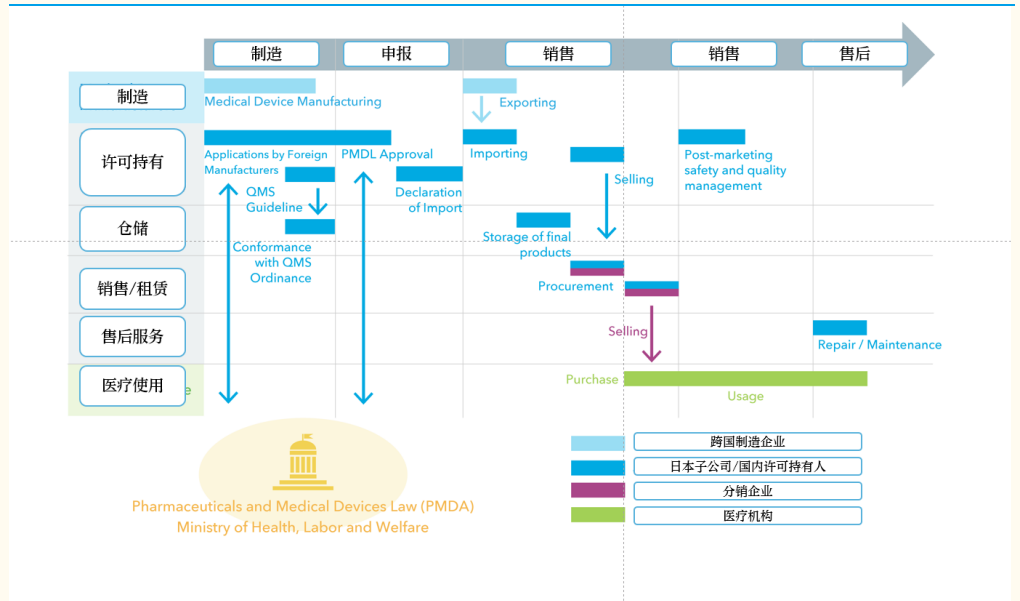 制造
申报
销售
销售
售后
制造
Medical Device Manufacturing
Exporting
许可持有
Applications by Foreign
Manufacturers
PMDL Approval
Importing
Post-marketing
safety and quality
management
QMS
Guideline
Declaration
of Import
Selling
仓储
Conformance
with QMS
Ordinance
Storage of final
products
销售/租赁
Procurement
Selling
售后服务
Repair / Maintenance
医疗使用
Purchase
Usage
跨国制造企业
日本子公司/国内许可持有人
分销企业
医疗机构
Pharmaceuticals and Medical Devices Law (PMDA)
Ministry of Health, Labor and Welfare